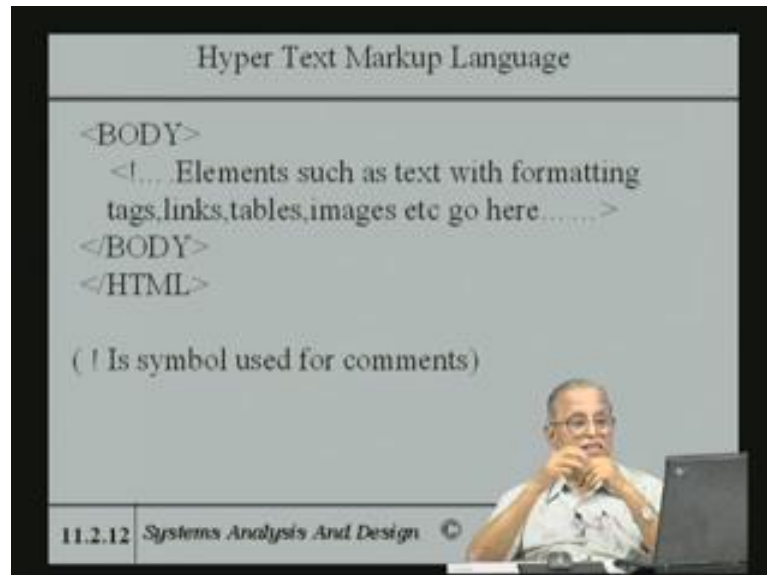 Hyper Text Markup Language
<BODY>
<!... .Elements such as text with formatting
tags,links,tables,images etc go here... ...>
</BODY>
</HTML>
( ! Is symbol used for comments)
11.2.12 Systems Analysis And Design ©